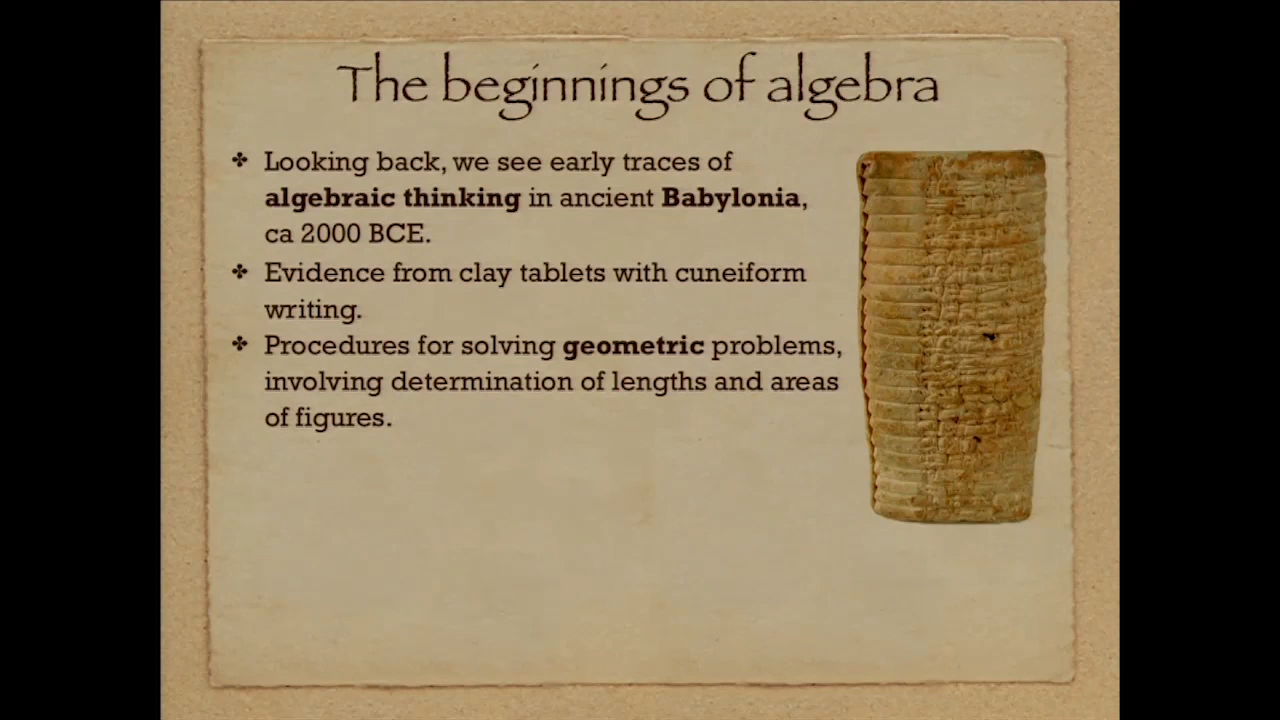 The beginnings of algebra
✤ Looking back, we see early traces of
algebraic thinking in ancient Babylonia,
ca 2000 BCE.
✤ Evidence from clay tablets with cuneiform
writing.
✤ Procedures for solving geometric problems,
involving determination of lengths and areas
of figures.